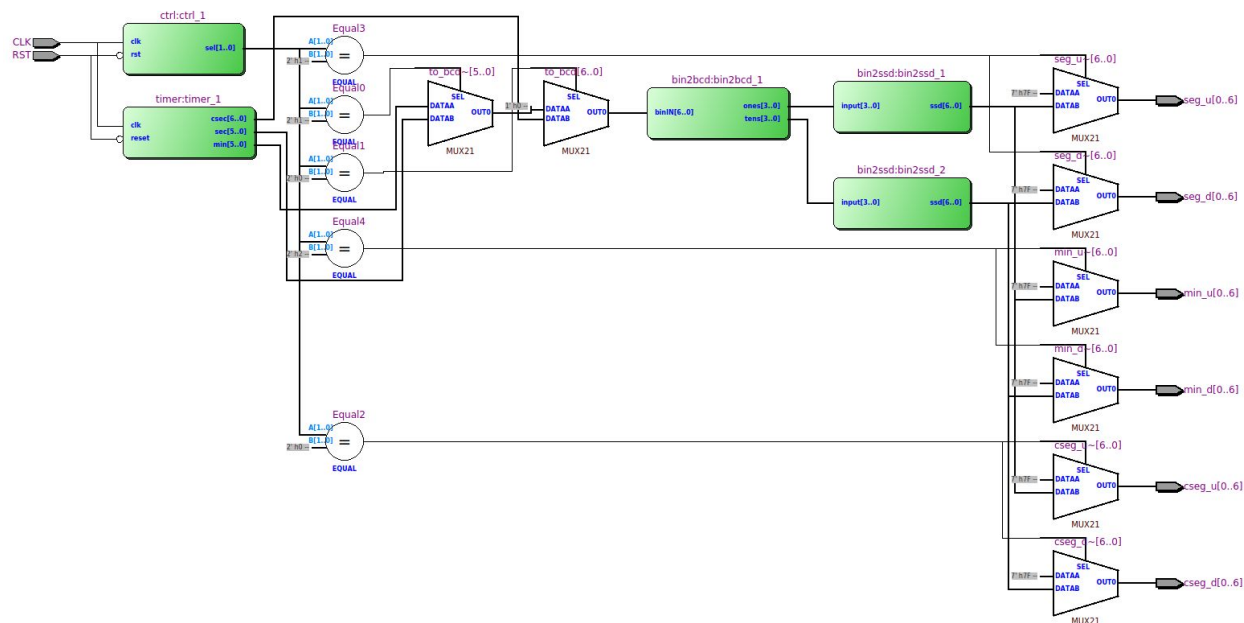 CLK
RST
ctrl:ctrl_1
clk
rst
sel[1..0]
timer:timer_1
clk
reset
csec[6..0]
sec[5..0]
min[5..0]
Equal3
A[1..0]
B[1..0]
2' h1 --
=
EQUAL
Equal0
A[1..0]
B[1..0]
2' h1 --
=
EQUAL
Equal1
A[1..0]
B[1..0]
2' h0 --
=
EQUAL
Equal4
A[1..0]
B[1..0]
2' h2 --
=
EQUAL
Equal2
A[1..0]
B[1..0]
2' h0 --
=
EQUAL
to_bcd~[5..0]
SEL
DATAA
DATAB
OUT0
MUX21
to_bcd[6..0]
SEL
1' h0 --
DATAA
DATAB
OUT0
MUX21
bin2bcd:bin2bcd_1
binIN[6..0]
ones[3..0]
tens[3..0]
bin2ssd:bin2ssd_1
input[3..0]
ssd[6..0]
bin2ssd:bin2ssd_2
input[3..0]
ssd[6..0]
seg_u~[6..0]
SEL
7' h7F --
DATAA
DATAB
OUT0
MUX21
seg_u[0..6]
seg_d~[6..0]
SEL
7' h7F --
DATAA
DATAB
OUT0
MUX21
seg_d[0..6]
min_u~[6..0]
SEL
7' h7F --
DATAA
DATAB
OUT0
MUX21
min_u[0..6]
min_d~[6..0]
SEL
7' h7F --
DATAA
DATAB
OUT0
MUX21
min_d[0..6]
cseg_u~[6..0]
SEL
7' h7F --
DATAA
DATAB
OUT0
MUX21
cseg_u[0..6]
cseg_d~[6..0]
SEL
7' h7F --
DATAA
DATAB
OUT0
MUX21
cseg_d[0..6]